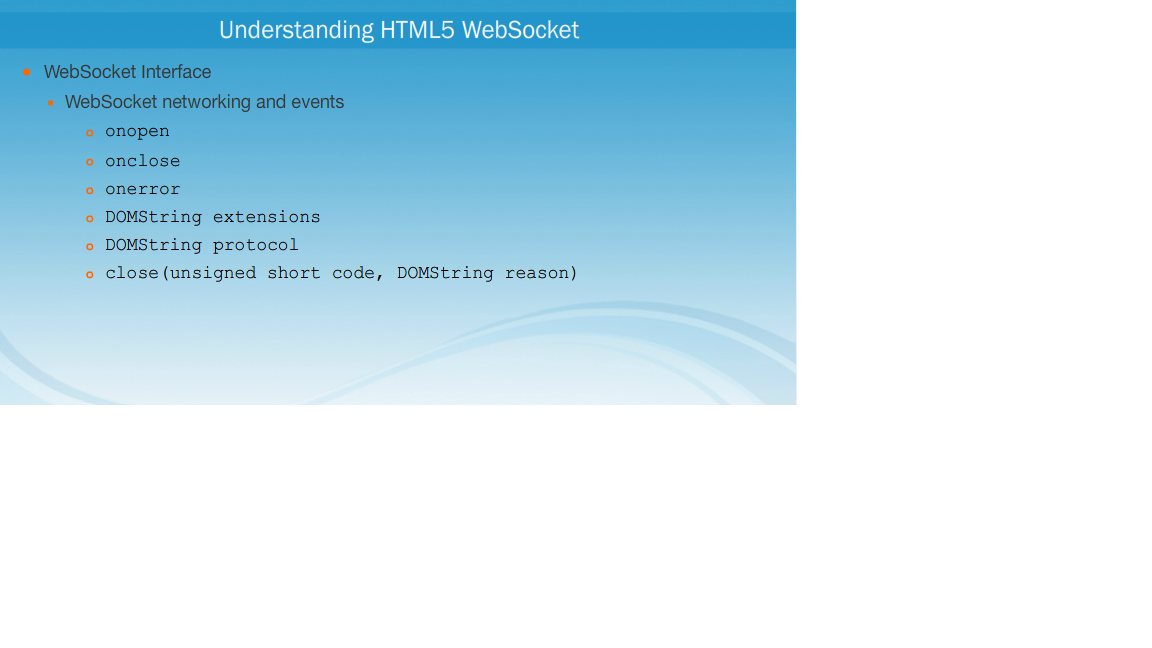 Understanding HTML5 WebSocket
WebSocket Interface
WebSocket networking and events
onopen
onclose
onerror
DOMString extensions
DOMString protocol
close(unsigned short code, DOMString reason)